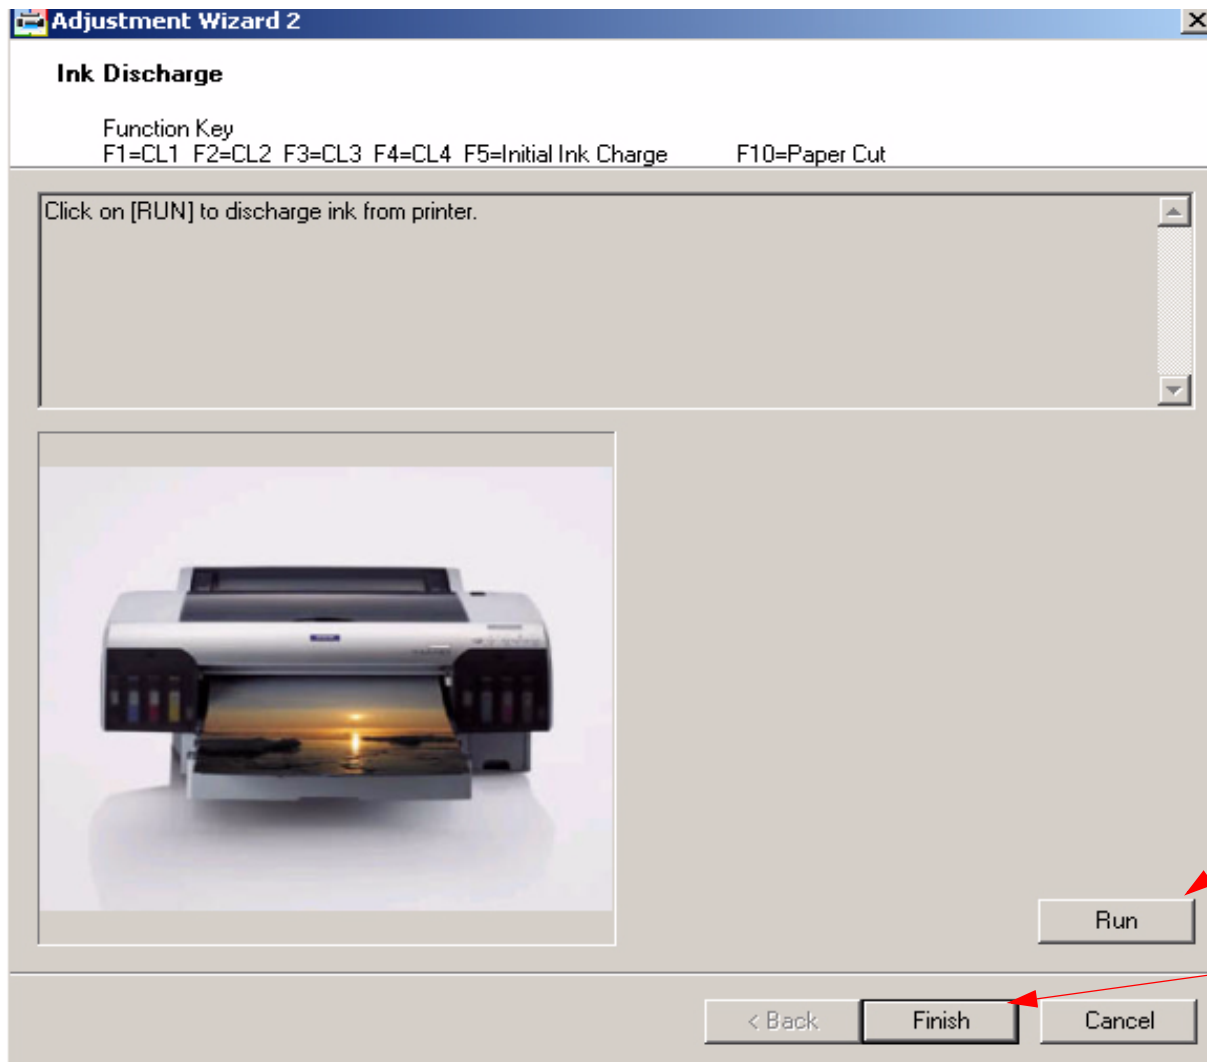 Adjustment Wizard 2
Ink Discharge
Function Key
F1=CL1 F2=CL2 F3=CL3 F4=CL4 F5=Initial Ink Charge F10=Paper Cut
Click on [RUN] to discharge ink from printer.
Run
< Back Finish Cancel